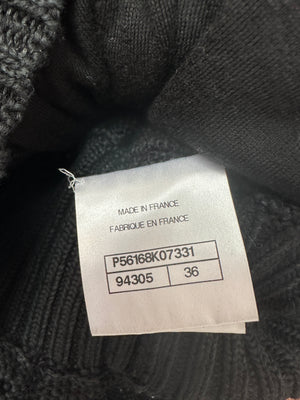 MADE IN FRANCE
FABRIQUE EN FRANCE
P56168K07331
94305 36